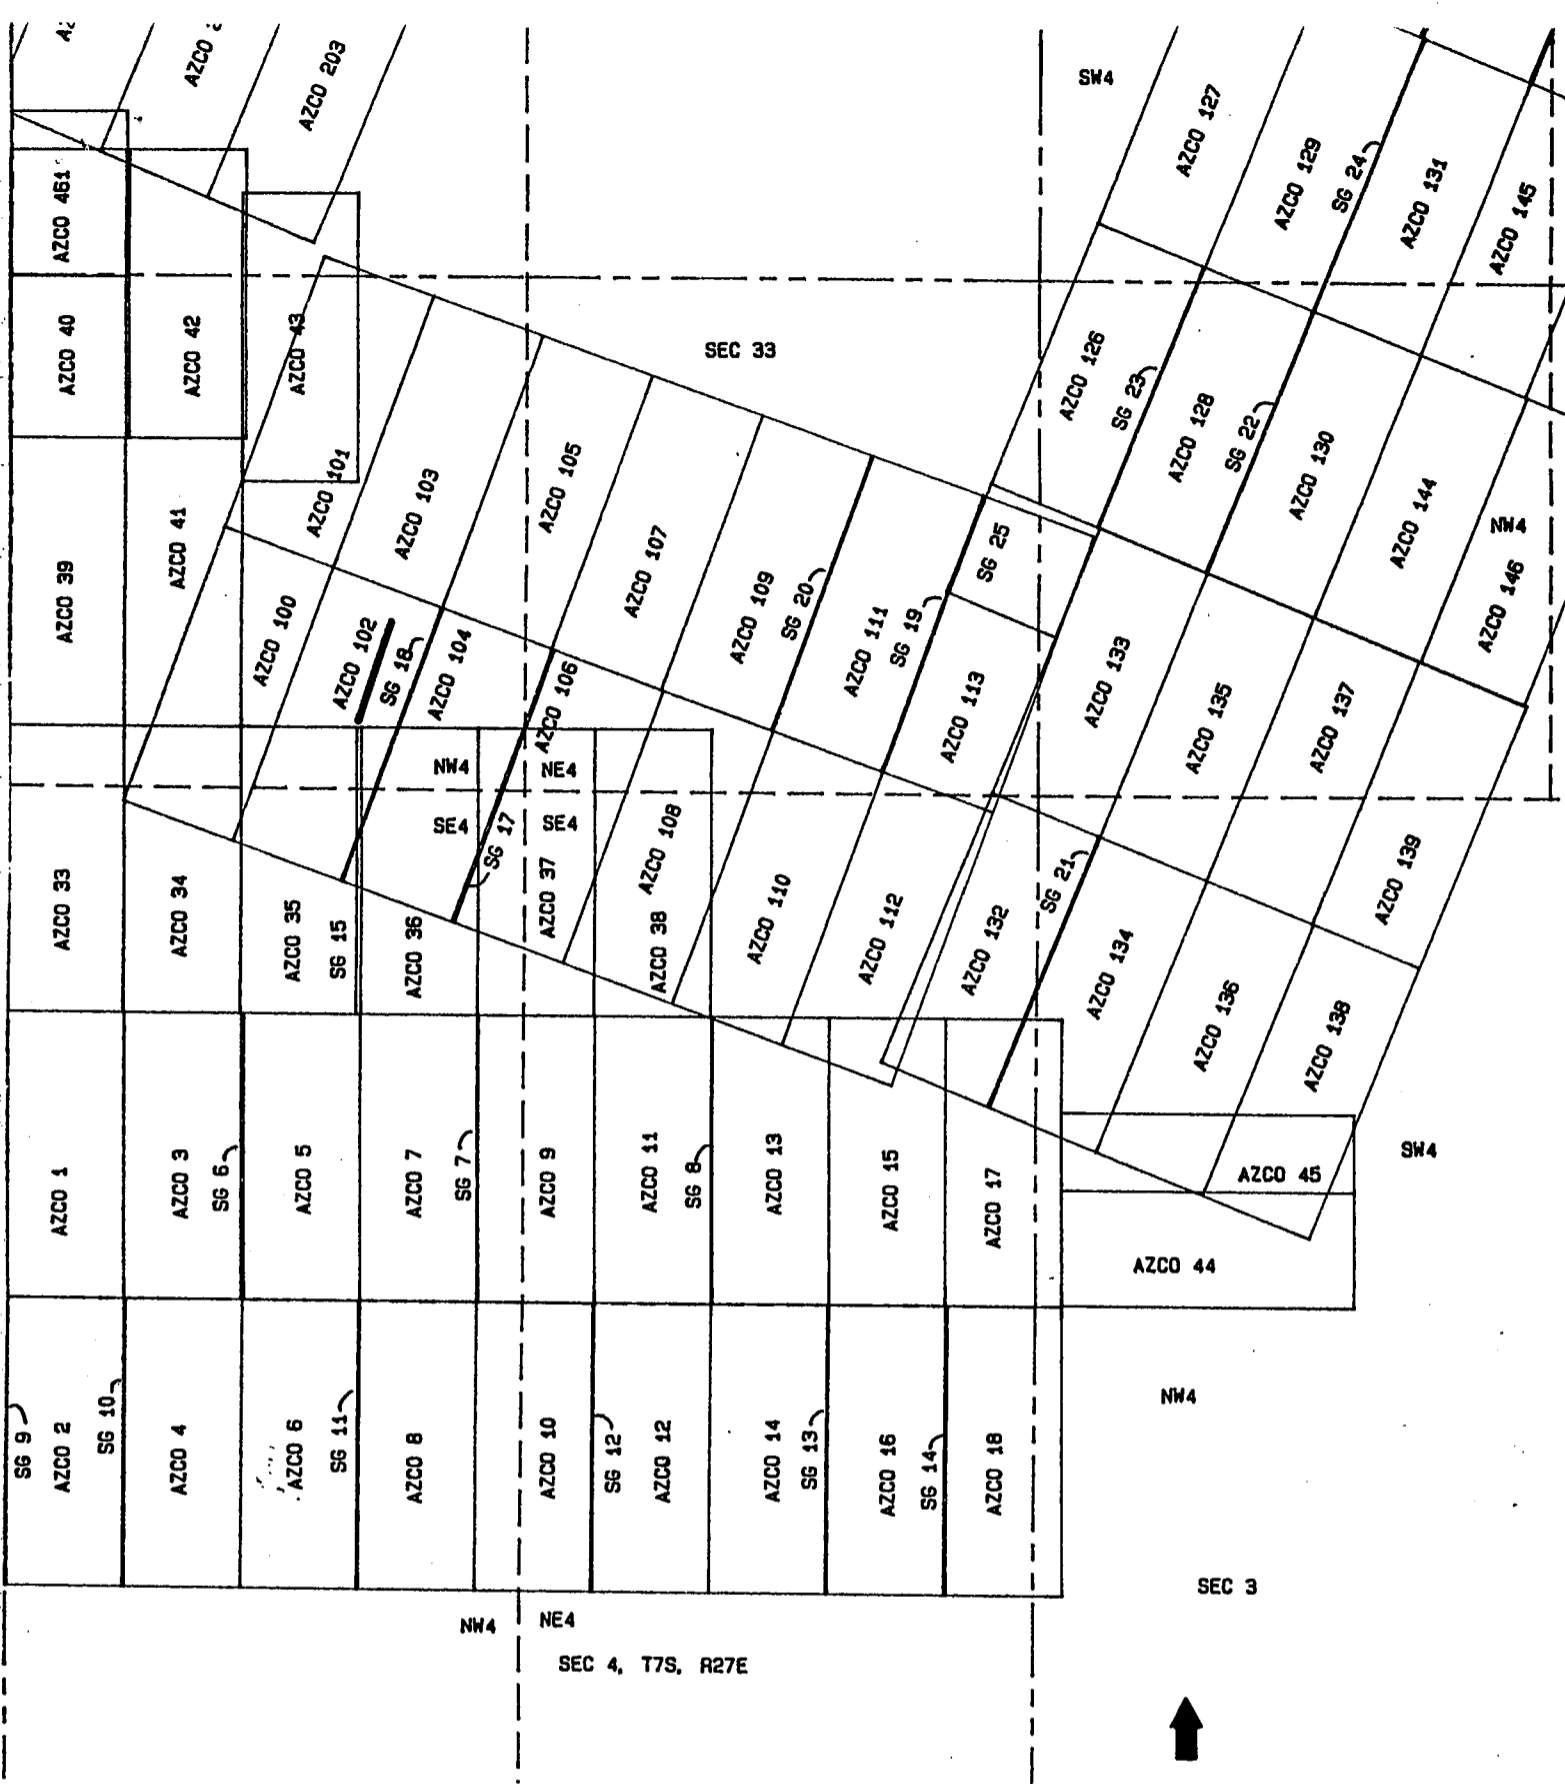 AZCO 203
SW4
AZCO 127
AZCO 129
SG 24
AZCO 131
AZCO 145
AZCO 461
AZCO 40
AZCO 42
AZCO 43
SEC 33
AZCO 126
SG 23
AZCO 128
SG 22
AZCO 130
AZCO 144
NW4
AZCO 146
AZCO 39
AZCO 41
AZCO 101
AZCO 103
AZCO 105
AZCO 107
AZCO 109
SG 20
AZCO 111
SG 19
SG 25
AZCO 113
AZCO 133
AZCO 135
AZCO 137
AZCO 100
AZCO 102
SG 18
AZCO 104
AZCO 106
NW4
NE4
SE4
SE4
SG 17
AZCO 108
AZCO 110
AZCO 112
AZCO 132
SG 21
AZCO 134
AZCO 136
AZCO 138
AZCO 139
AZCO 33
AZCO 34
AZCO 35
SG 15
AZCO 36
AZCO 37
AZCO 38
AZCO 1
AZCO 3
SG 6
AZCO 5
AZCO 7
SG 7
AZCO 9
AZCO 11
SG 8
AZCO 13
AZCO 15
AZCO 17
AZCO 45
SW4
AZCO 44
SG 9
AZCO 2
SG 10
AZCO 4
AZCO 6
SG 11
AZCO 8
AZCO 10
SG 12
AZCO 12
AZCO 14
SG 13
AZCO 16
SG 14
AZCO 18
NW4
SEC 3
NW4
NE4
SEC 4, T7S, R27E